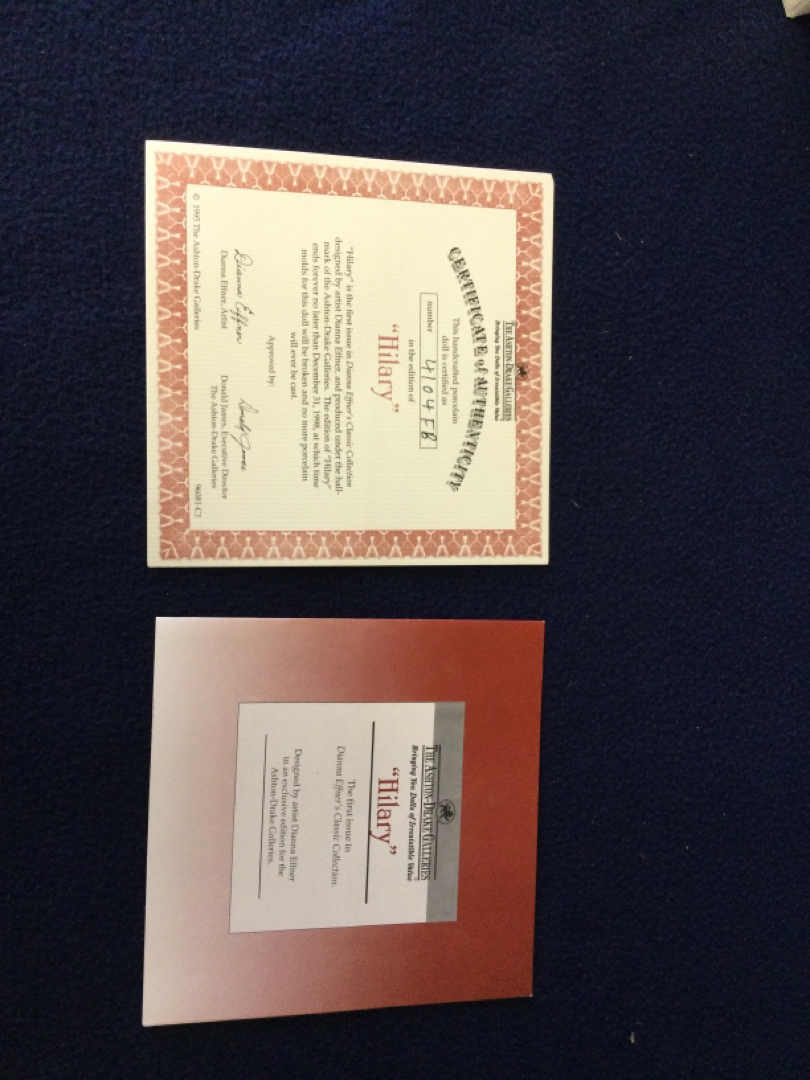 THE ASHTON-DRAKE GALLERIES
Bringing You Dolls of Irresistible Value
CERTIFICATE of AUTHENTICITY
This handcrafted porcelain
doll is certified as
number 4104FB
in the edition of
"Hilary"
"Hilary" is the first issue in Dianna Effner's Classic Collection
designed by artist Dianna Effner, and produced under the hall-
mark of the Ashton-Drake Galleries. The edition of "Hilary"
ends forever no later than December 31, 1998, at which time
molds for this doll will be broken and no more porcelain
will ever be cast.
Approved by:
Dianna Effner
Donald James
Dianna Effner, Artist
Donald James, Executive Director
The Ashton-Drake Galleries
© 1995 The Ashton-Drake Galleries
96081-C1
THE ASHTON-DRAKE GALLERIES
Bringing You Dolls of Irresistible Value
"Hilary"
The first issue in
Dianna Effner's Classic Collection.
Designed by artist Dianna Effner
in an exclusive edition for the
Ashton-Drake Galleries.